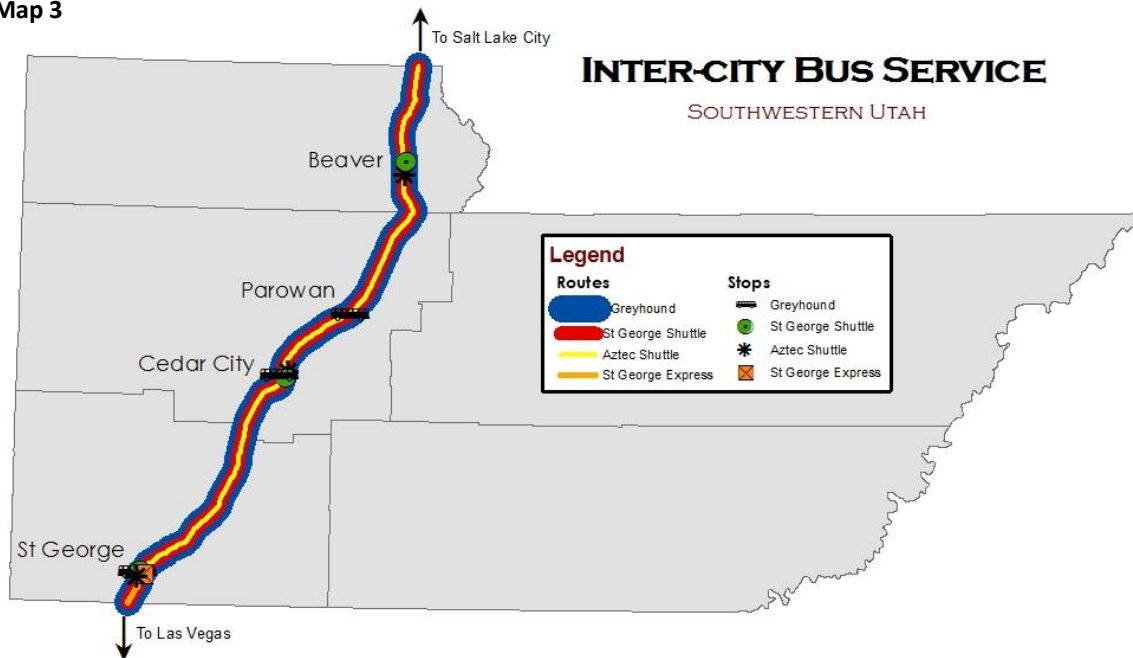 Map 3
To Salt Lake City
INTER-CITY BUS SERVICE
SOUTHWESTERN UTAH
Beaver
Parowan
Cedar City
St George
To Las Vegas
Legend
Routes
Greyhound
St George Shuttle
Aztec Shuttle
St George Express
Stops
Greyhound
St George Shuttle
Aztec Shuttle
St George Express